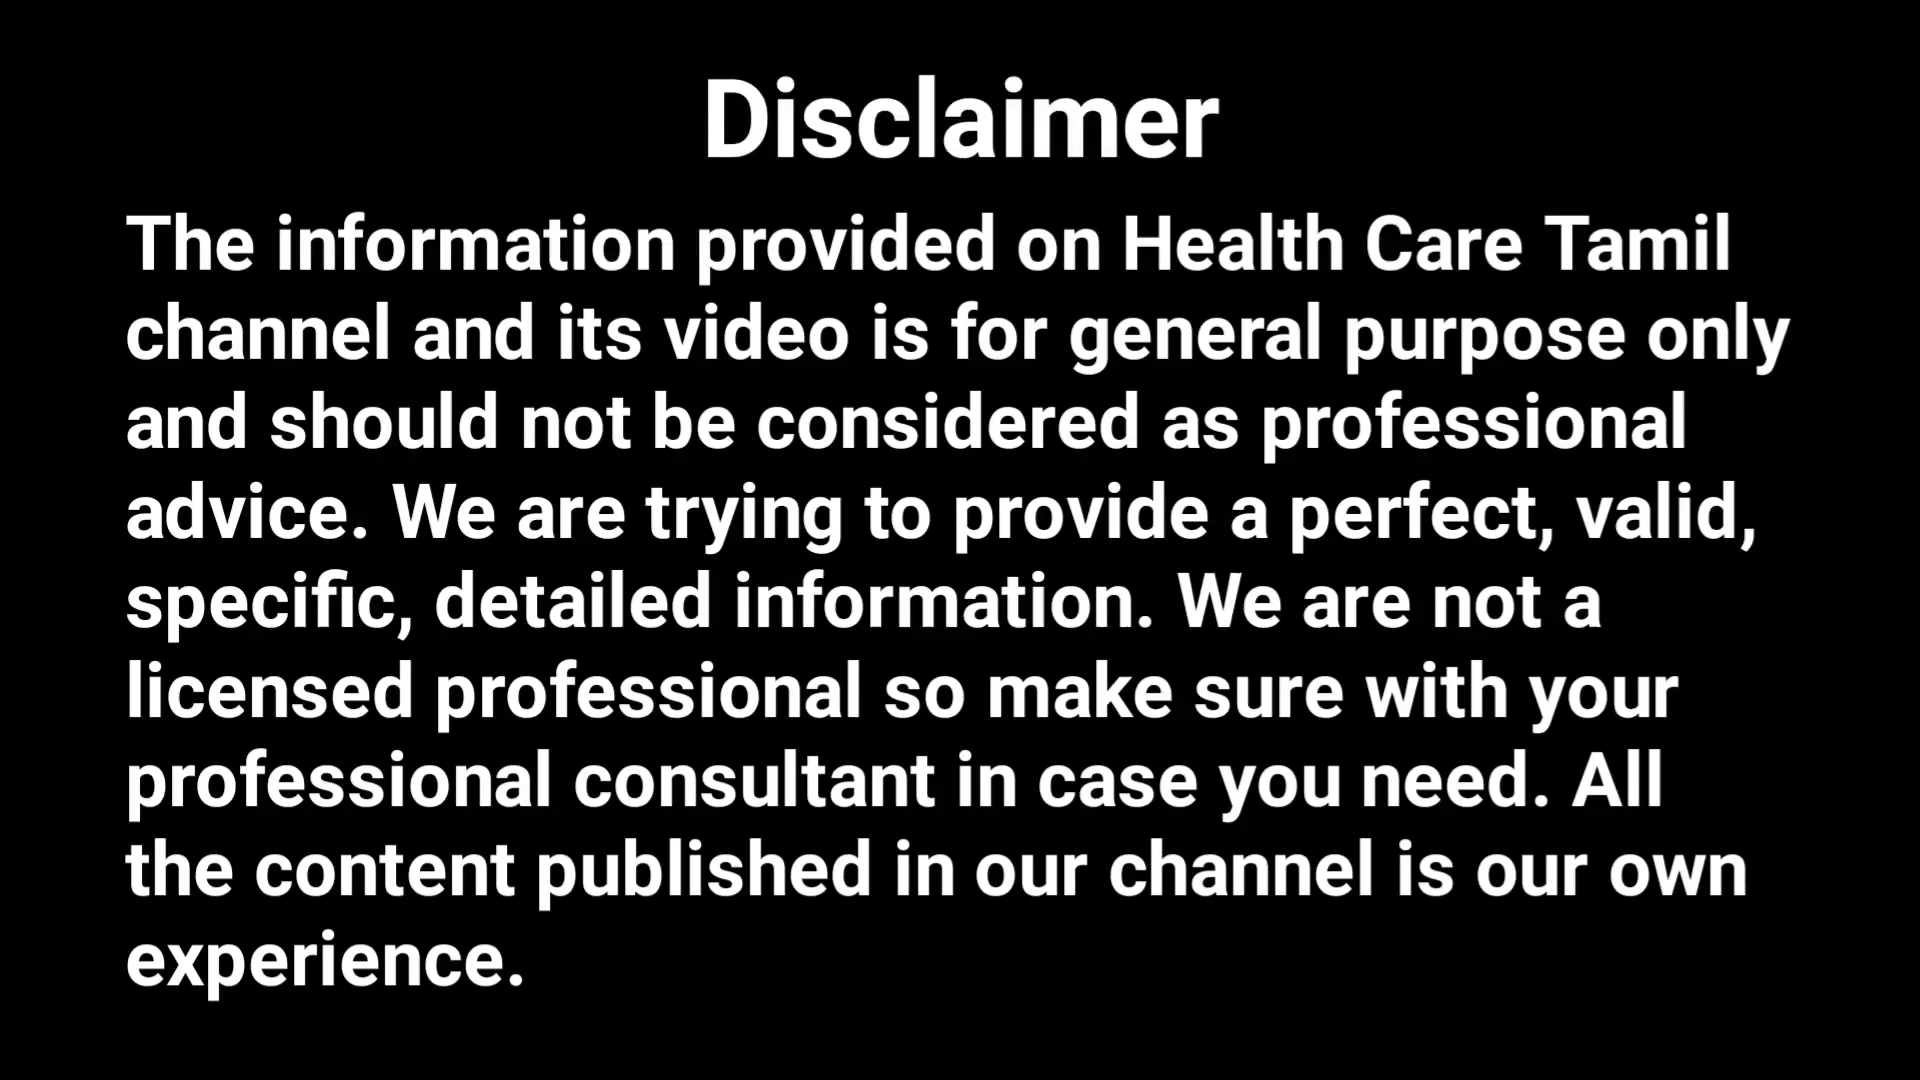 Disclaimer
The information provided on Health Care Tamil
channel and its video is for general purpose only
and should not be considered as professional
advice. We are trying to provide a perfect, valid,
specific, detailed information. We are not a
licensed professional so make sure with your
professional consultant in case you need. All
the content published in our channel is our own
experience.